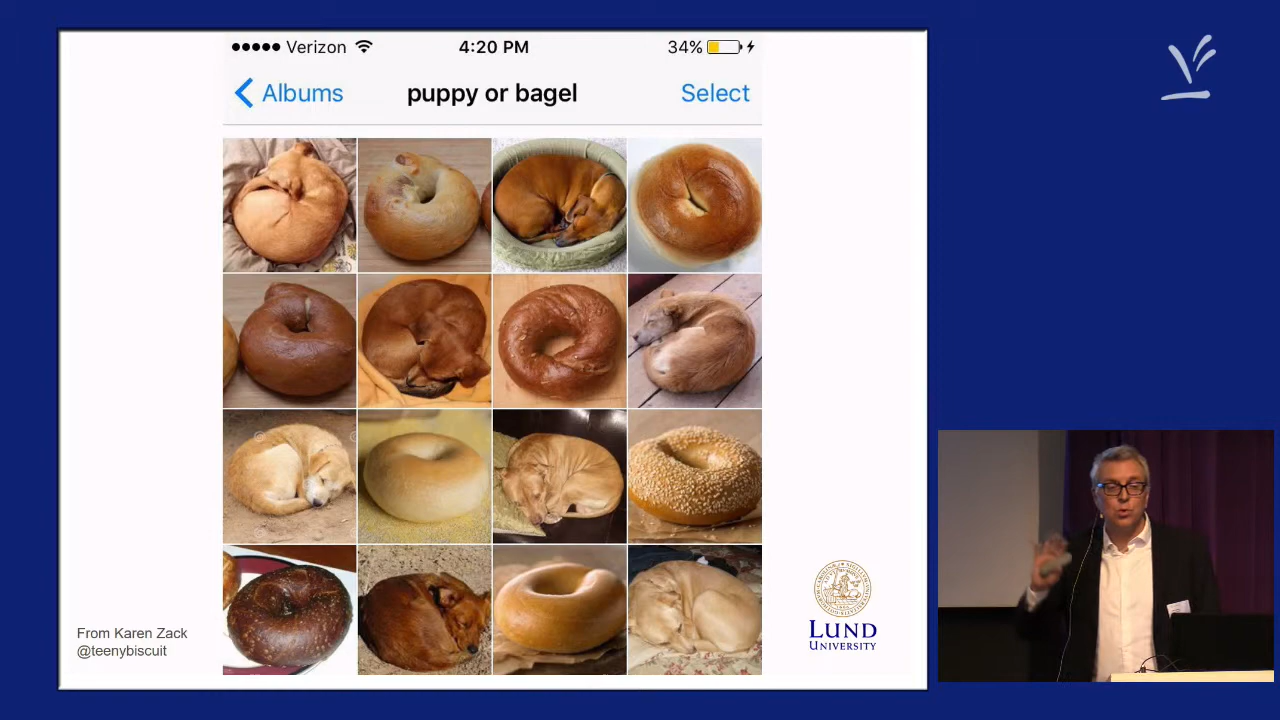 Verizon 4:20 PM 34%
Albums puppy or bagel Select
From Karen Zack
@teenybiscuit
LUND
UNIVERSITY